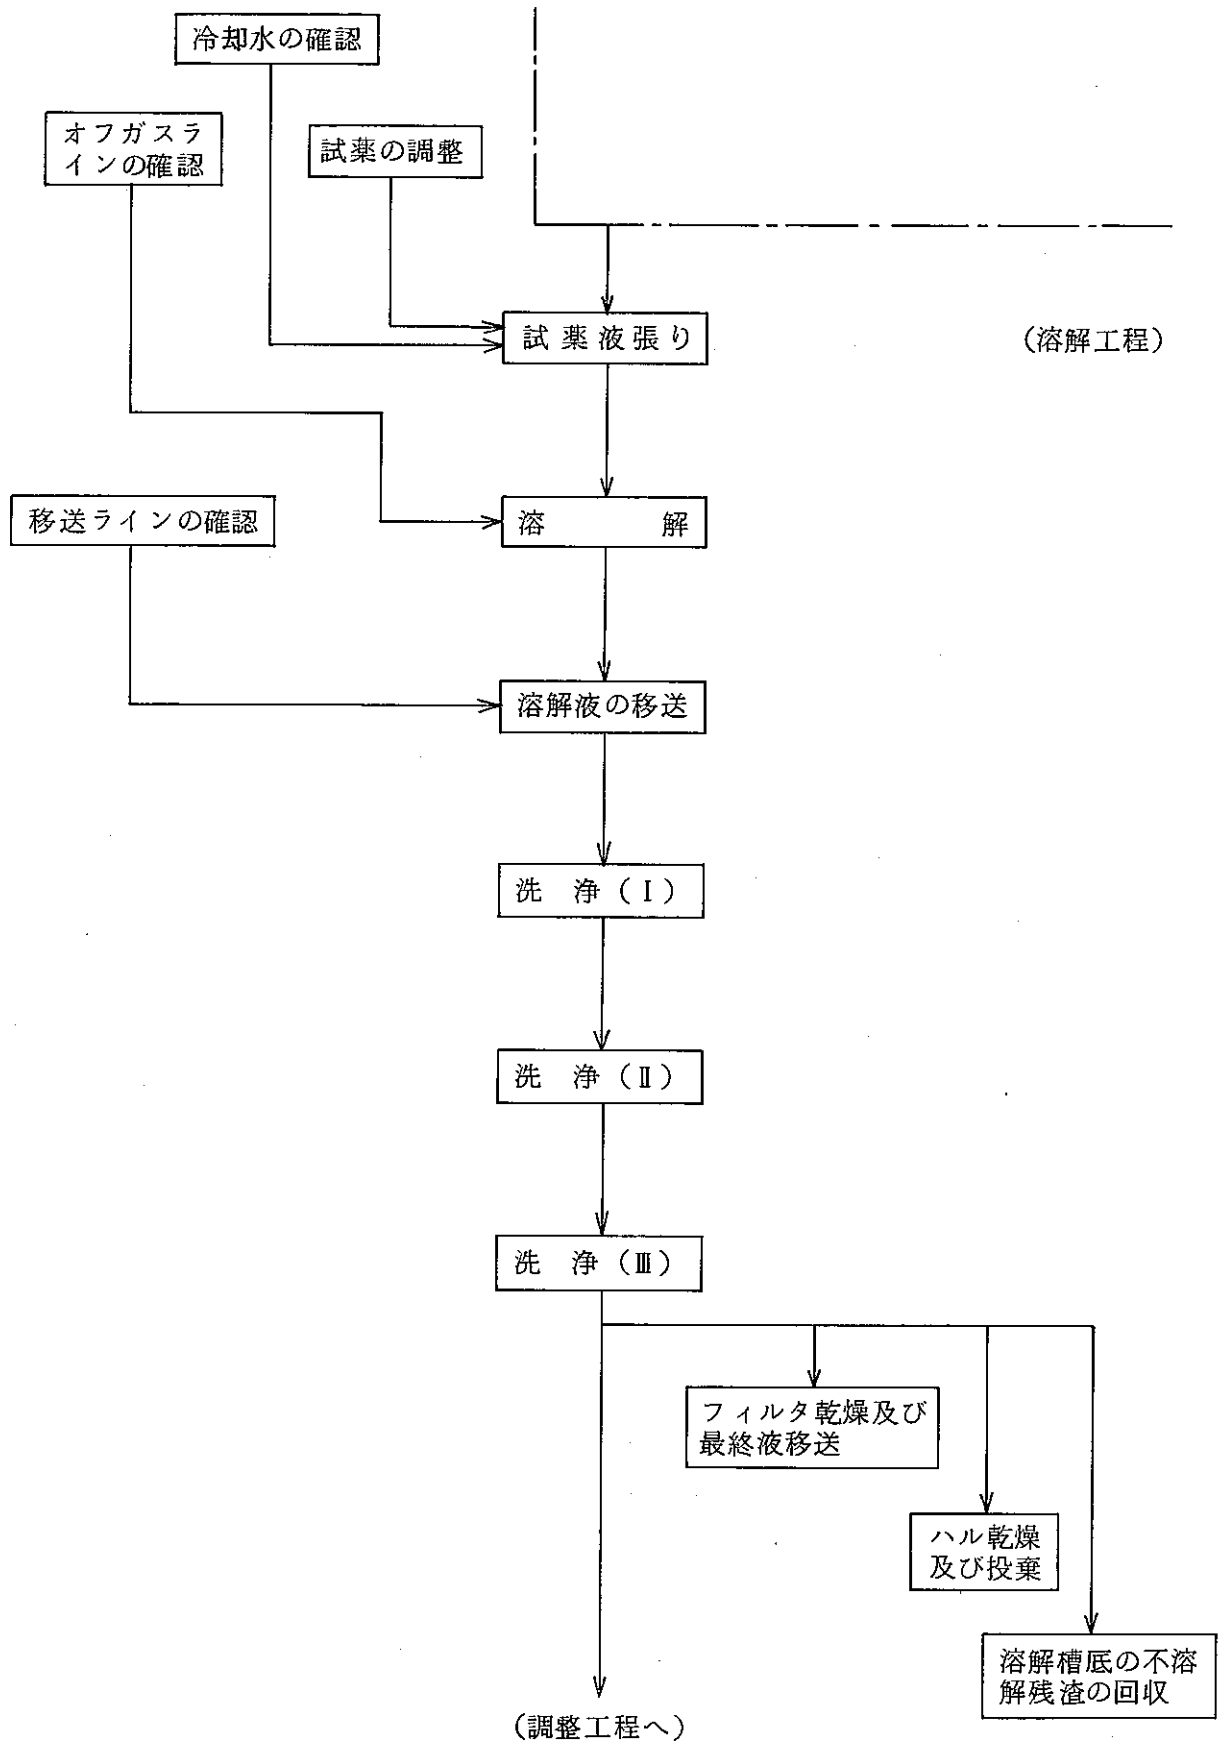 冷却水の確認
オフガスラ
インの確認
試薬の調整
試薬液張り
(溶解工程)
移送ラインの確認
溶解
溶解液の移送
洗浄(Ⅰ)
洗浄(Ⅱ)
洗浄(Ⅲ)
フィルタ乾燥及び
最終液移送
ハル乾燥
及び投棄
溶解槽底の不溶
解残渣の回収
(調整工程へ)